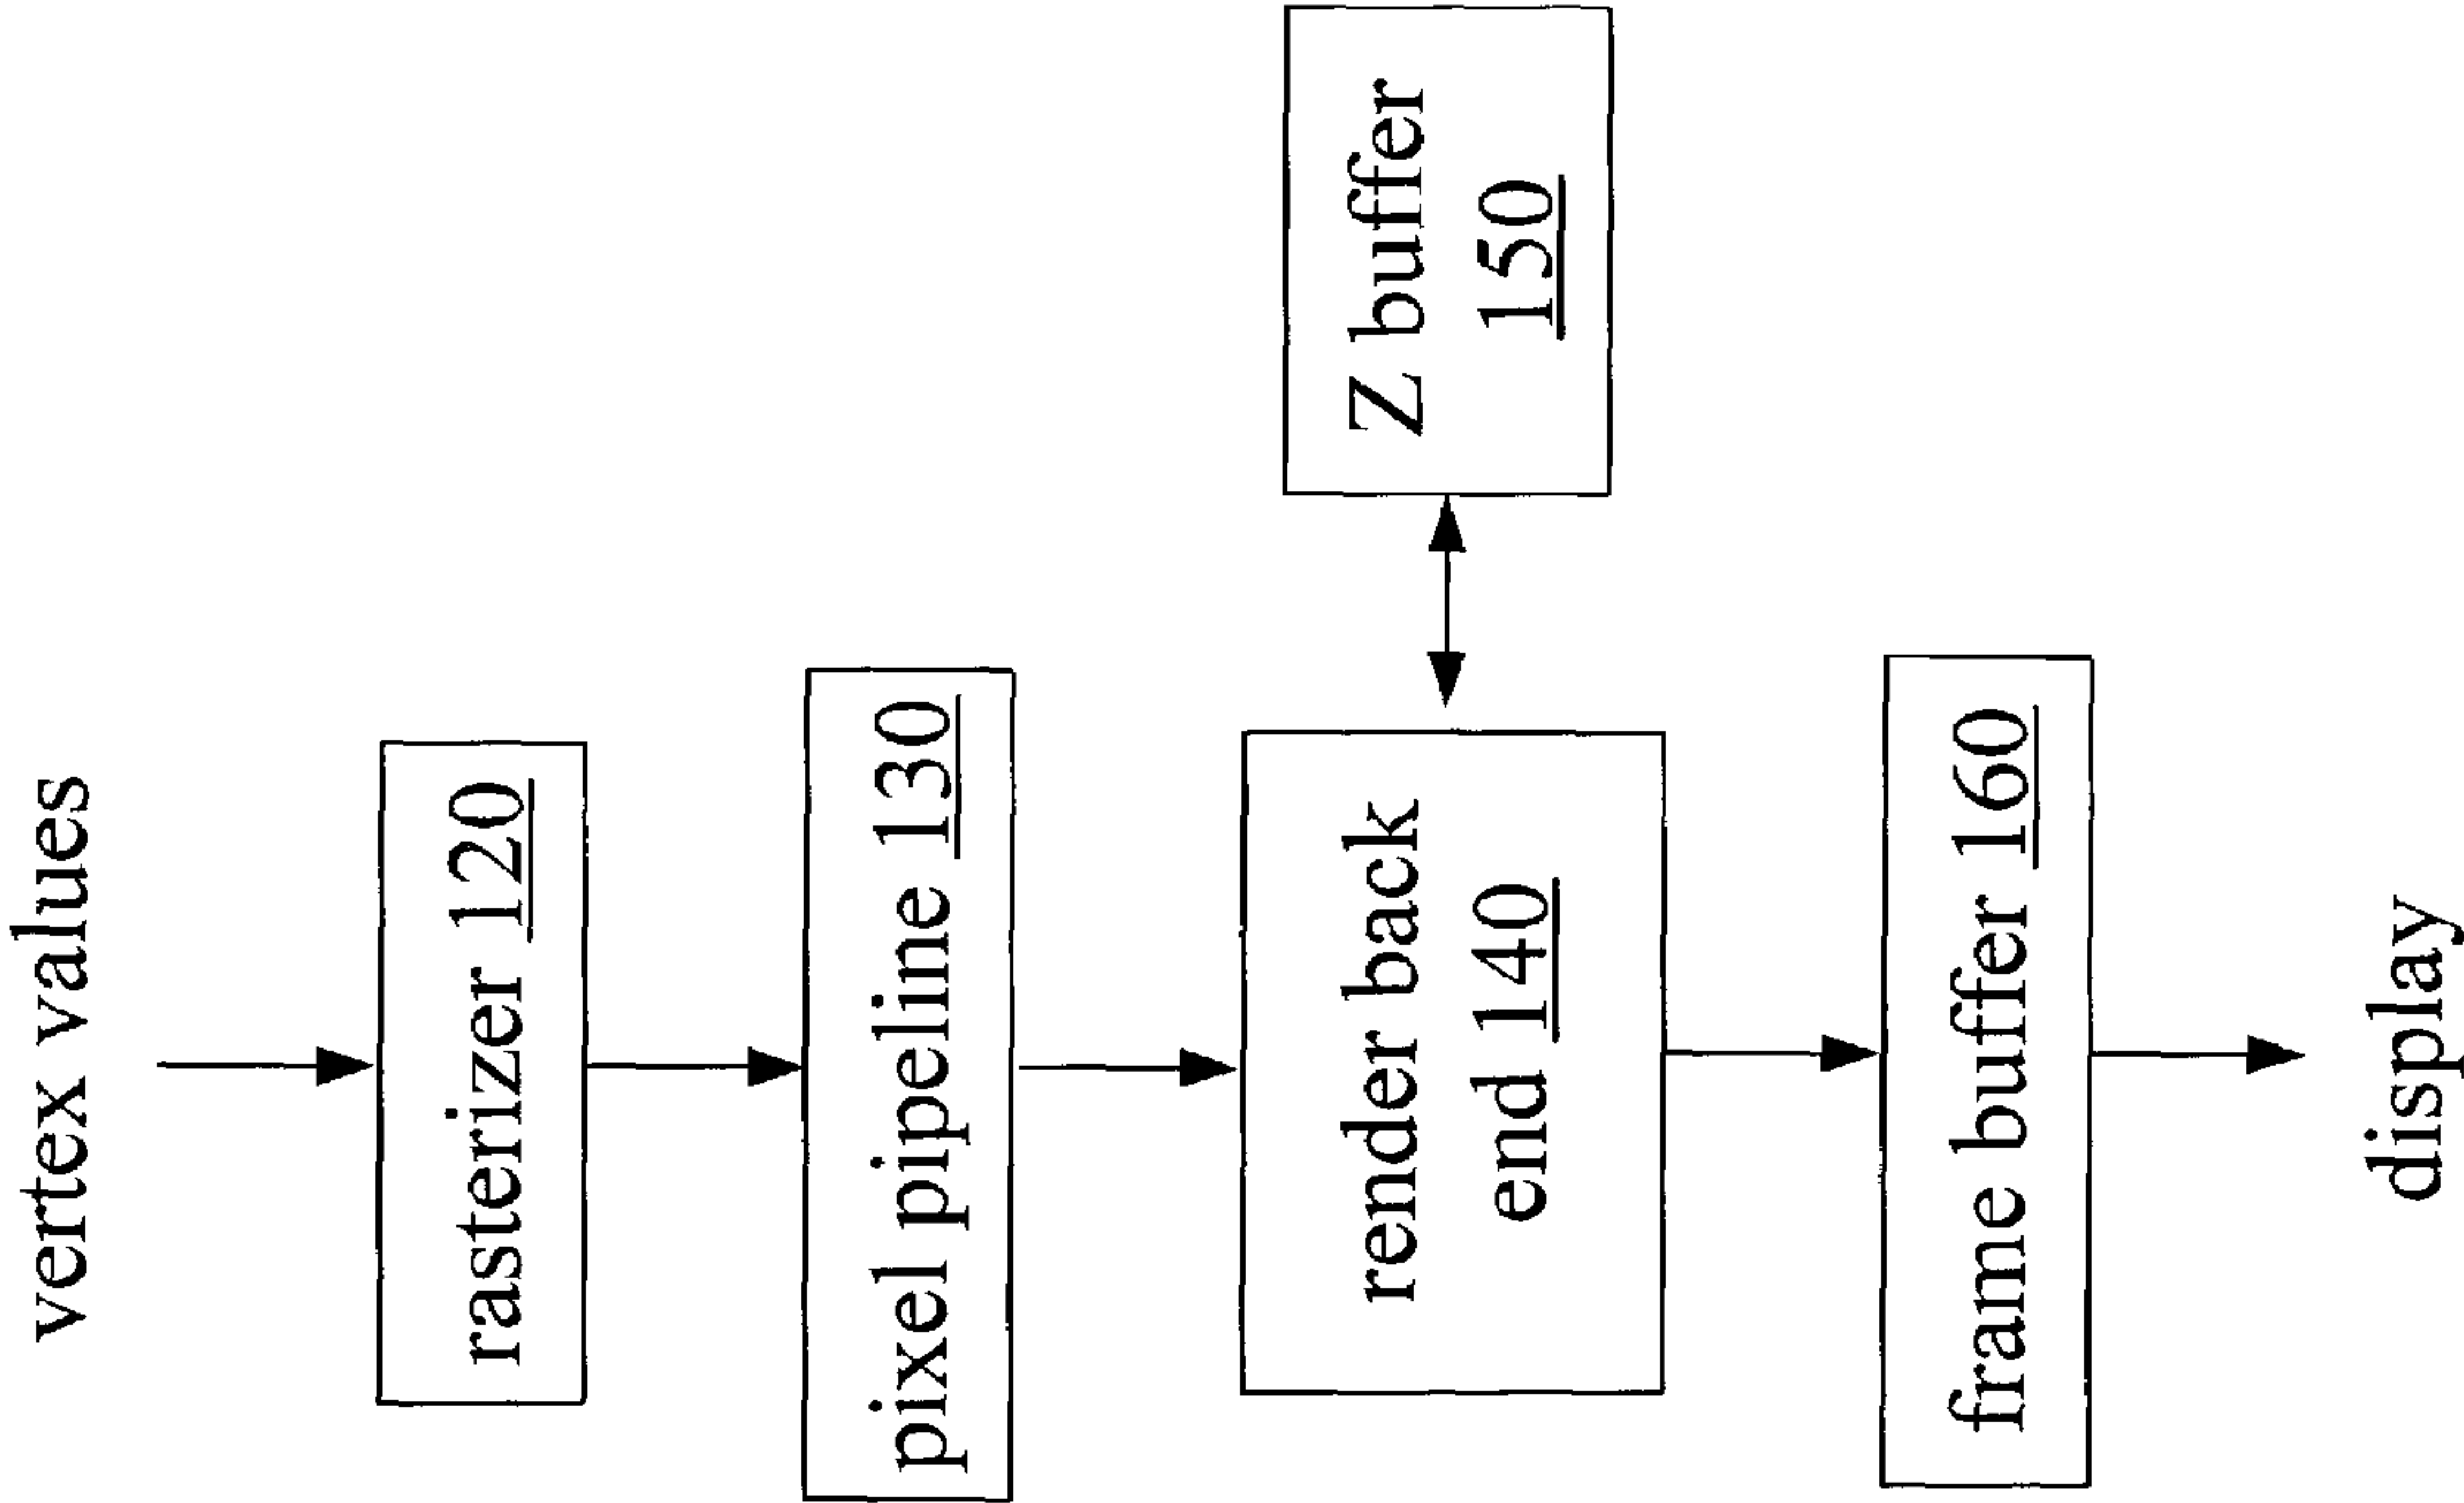 vertex values
rasterizer 120
pixel pipeline 130
render back
end 140
Z buffer
150
frame buffer 160
display